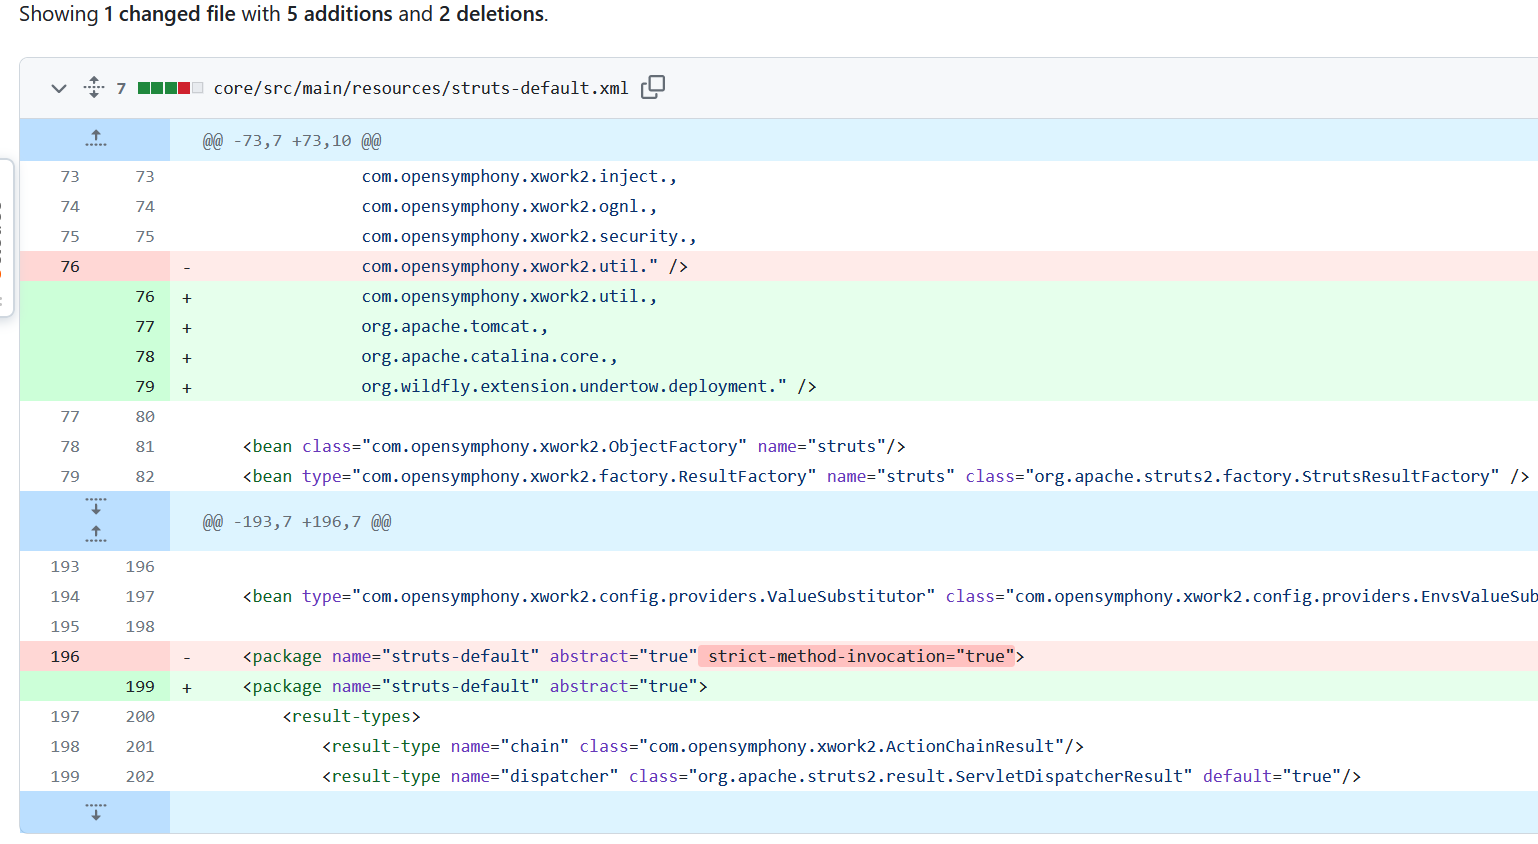 Showing 1 changed file with 5 additions and 2 deletions.
7 core/src/main/resources/struts-default.xml
@@ -73,7 +73,10 @@
73 73 com.opensymphony.xwork2.inject.,
74 74 com.opensymphony.xwork2.ognl.,
75 75 com.opensymphony.xwork2.security.,
76 - com.opensymphony.xwork2.util." />
76 + com.opensymphony.xwork2.util.,
77 + org.apache.tomcat.,
78 + org.apache.catalina.core.,
79 + org.wildfly.extension.undertow.deployment." />
77 80
78 81 <bean class="com.opensymphony.xwork2.ObjectFactory" name="struts"/>
79 82 <bean type="com.opensymphony.xwork2.factory.ResultFactory" name="struts" class="org.apache.struts2.factory.StrutsResultFactory" />
@@ -193,7 +196,7 @@
193 196
194 197 <bean type="com.opensymphony.xwork2.config.providers.ValueSubstitutor" class="com.opensymphony.xwork2.config.providers.EnvsValueSub
195 198
196 - <package name="struts-default" abstract="true" strict-method-invocation="true">
199 + <package name="struts-default" abstract="true">
197 200 <result-types>
198 201 <result-type name="chain" class="com.opensymphony.xwork2.ActionChainResult"/>
199 202 <result-type name="dispatcher" class="org.apache.struts2.result.ServletDispatcherResult" default="true"/>